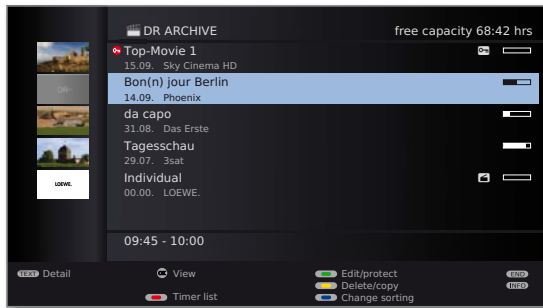 DR ARCHIVE free capacity 68:42 hrs
Top-Movie 1
15.09. Sky Cinema HD
DR+
Bon(n) jour Berlin
14.09. Phoenix
da capo
31.08. Das Erste
Tagesschau
29.07. 3sat
LOEWE.
Individual
00.00. LOEWE.
09:45 - 10:00
TEXT Detail OK View Edit/protect END
Delete/copy INFO
Timer list Change sorting